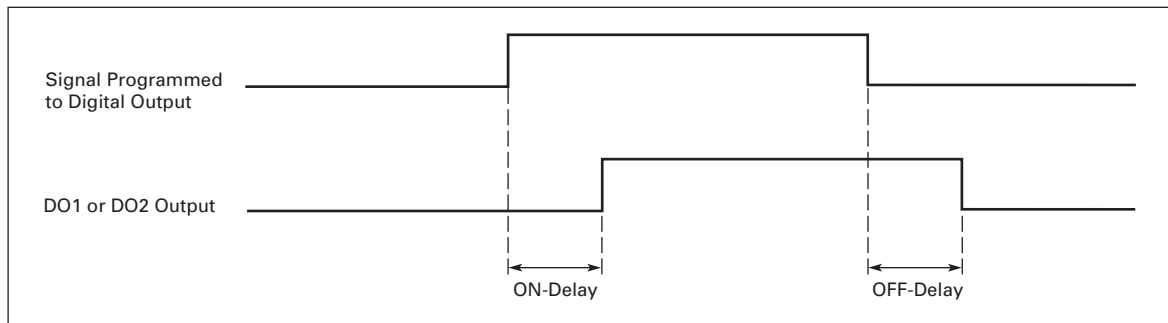 Signal Programmed
to Digital Output
DO1 or DO2 Output
ON-Delay
OFF-Delay